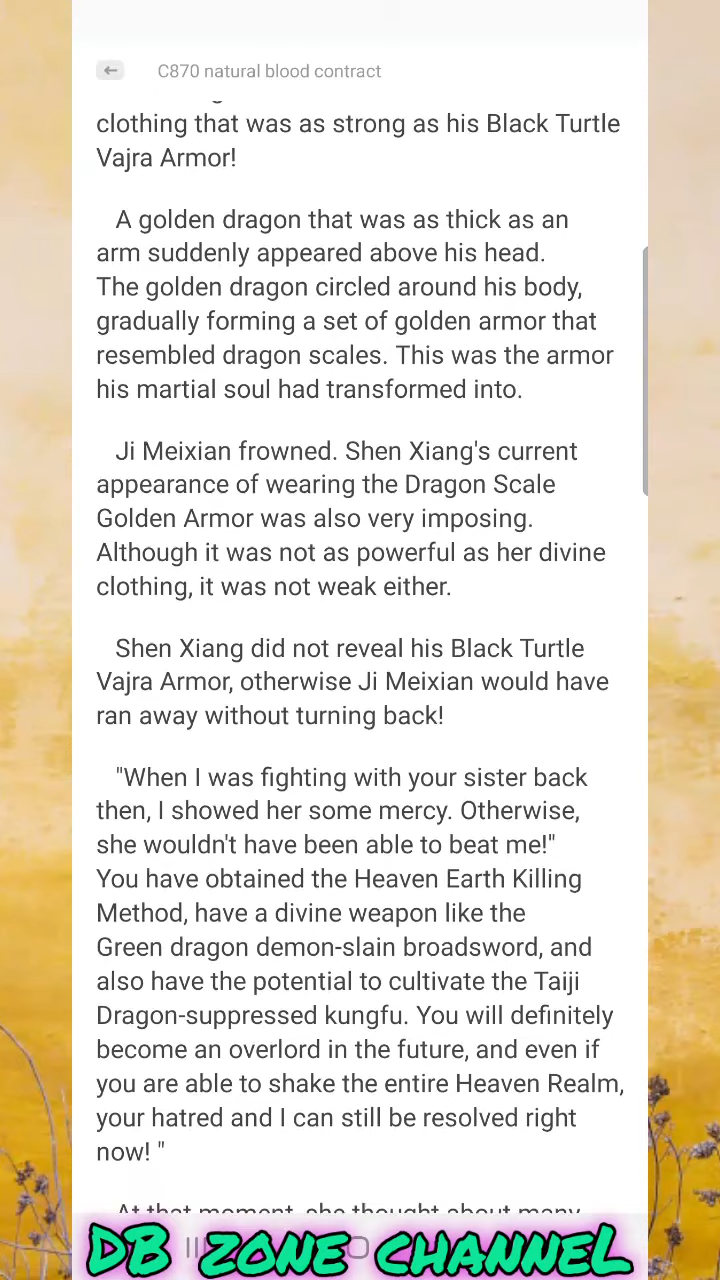 C870 natural blood contract
clothing that was as strong as his Black Turtle
Vajra Armor!
A golden dragon that was as thick as an
arm suddenly appeared above his head.
The golden dragon circled around his body,
gradually forming a set of golden armor that
resembled dragon scales. This was the armor
his martial soul had transformed into.
Ji Meixian frowned. Shen Xiang's current
appearance of wearing the Dragon Scale
Golden Armor was also very imposing.
Although it was not as powerful as her divine
clothing, it was not weak either.
Shen Xiang did not reveal his Black Turtle
Vajra Armor, otherwise Ji Meixian would have
ran away without turning back!
"When I was fighting with your sister back
then, I showed her some mercy. Otherwise,
she wouldn't have been able to beat me!"
You have obtained the Heaven Earth Killing
Method, have a divine weapon like the
Green dragon demon-slain broadsword, and
also have the potential to cultivate the Taiji
Dragon-suppressed kungfu. You will definitely
become an overlord in the future, and even if
you are able to shake the entire Heaven Realm,
your hatred and I can still be resolved right
now! "
At that moment, she thought about many
DB ZONE CHANNEL